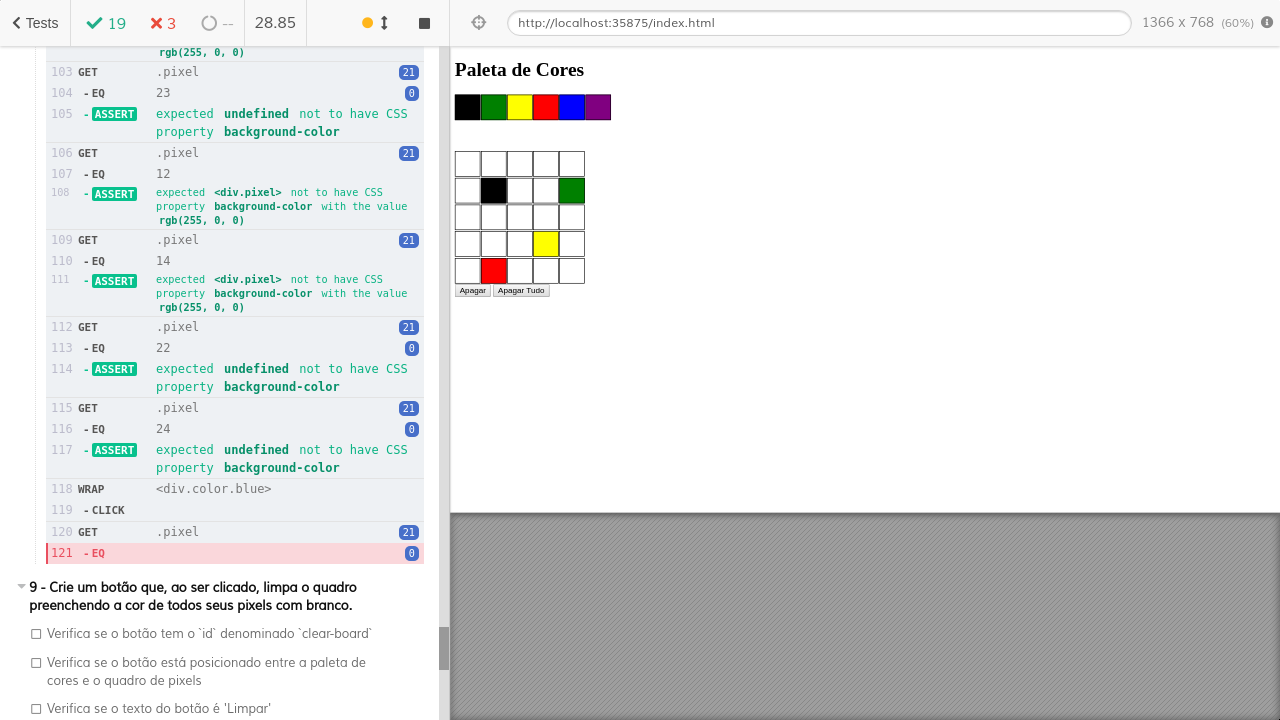 Tests 19 3 -- 28.85 http://localhost:35875/index.html 1366 x 768 (60%)
rgb(255, 0, 0)
103 GET .pixel 21
104 - EQ 23 0
105 - ASSERT expected undefined not to have CSS
property background-color
106 GET .pixel 21
107 - EQ 12
108 - ASSERT expected <div.pixel> not to have CSS
property background-color with the value
rgb(255, 0, 0)
109 GET .pixel 21
110 - EQ 14
111 - ASSERT expected <div.pixel> not to have CSS
property background-color with the value
rgb(255, 0, 0)
112 GET .pixel 21
113 - EQ 22 0
114 - ASSERT expected undefined not to have CSS
property background-color
115 GET .pixel 21
116 - EQ 24 0
117 - ASSERT expected undefined not to have CSS
property background-color
118 WRAP <div.color.blue>
119 - CLICK
120 GET .pixel 21
121 - EQ 0
9 - Crie um botão que, ao ser clicado, limpa o quadro
preenchendo a cor de todos seus pixels com branco.
Verifica se o botão tem o `id` denominado `clear-board`
Verifica se o botão está posicionado entre a paleta de
cores e o quadro de pixels
Verifica se o texto do botão é 'Limpar'
Paleta de Cores
Apagar Apagar Tudo